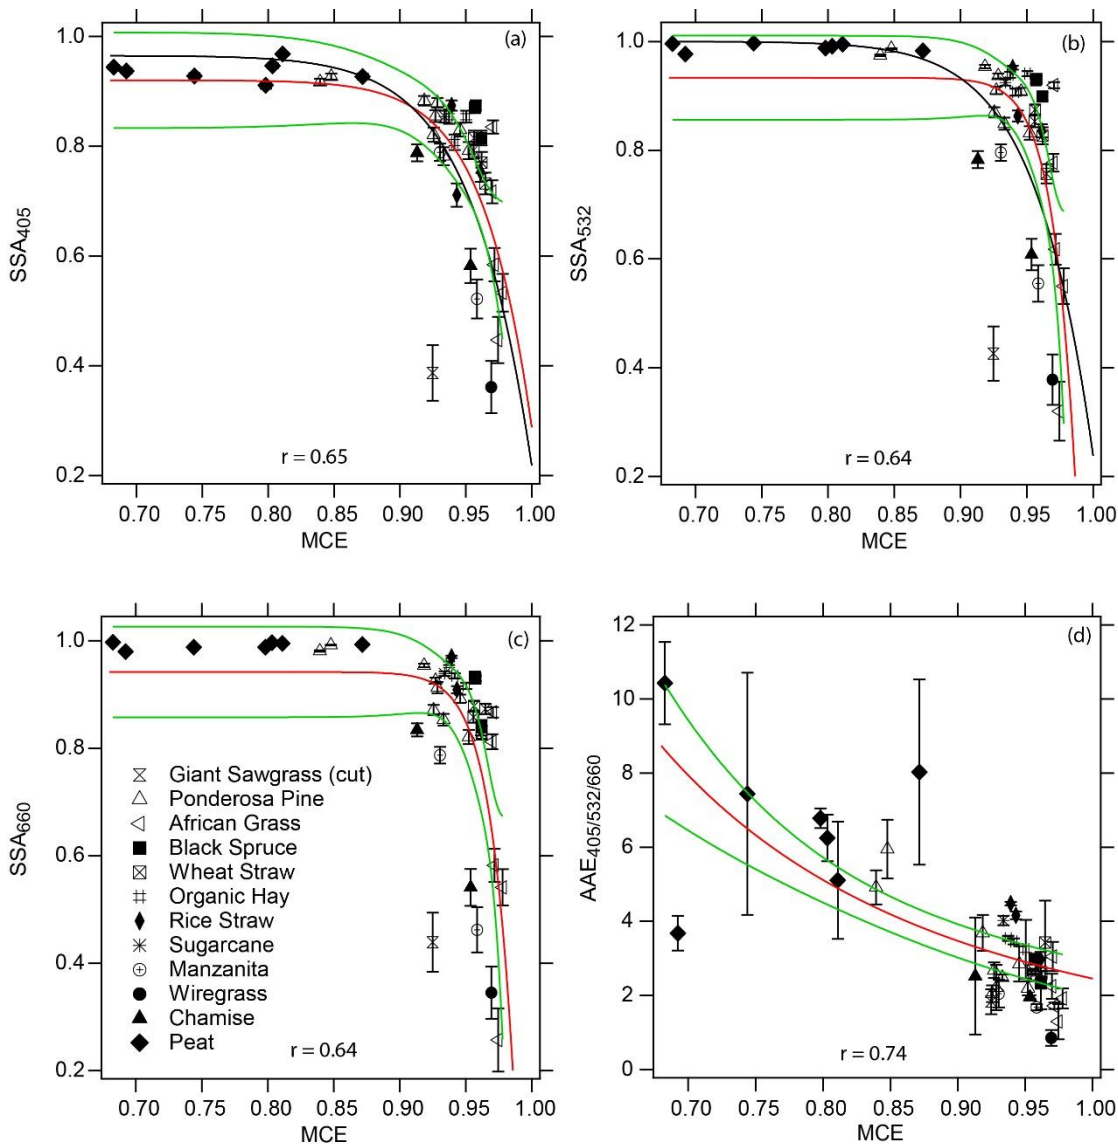 (a)
1.0
0.8
0.6
0.4
0.2
SSA405
r = 0.65
0.70 0.75 0.80 0.85 0.90 0.95 1.00
MCE
(b)
1.0
0.8
0.6
0.4
0.2
SSA532
r = 0.64
0.70 0.75 0.80 0.85 0.90 0.95 1.00
MCE
(c)
1.0
0.8
0.6
0.4
0.2
SSA660
Giant Sawgrass (cut)
Ponderosa Pine
African Grass
Black Spruce
Wheat Straw
Organic Hay
Rice Straw
Sugarcane
Manzanita
Wiregrass
Chamise
Peat
r = 0.64
0.70 0.75 0.80 0.85 0.90 0.95 1.00
MCE
(d)
12
10
8
6
4
2
0
AAE405/532/660
r = 0.74
0.70 0.75 0.80 0.85 0.90 0.95 1.00
MCE